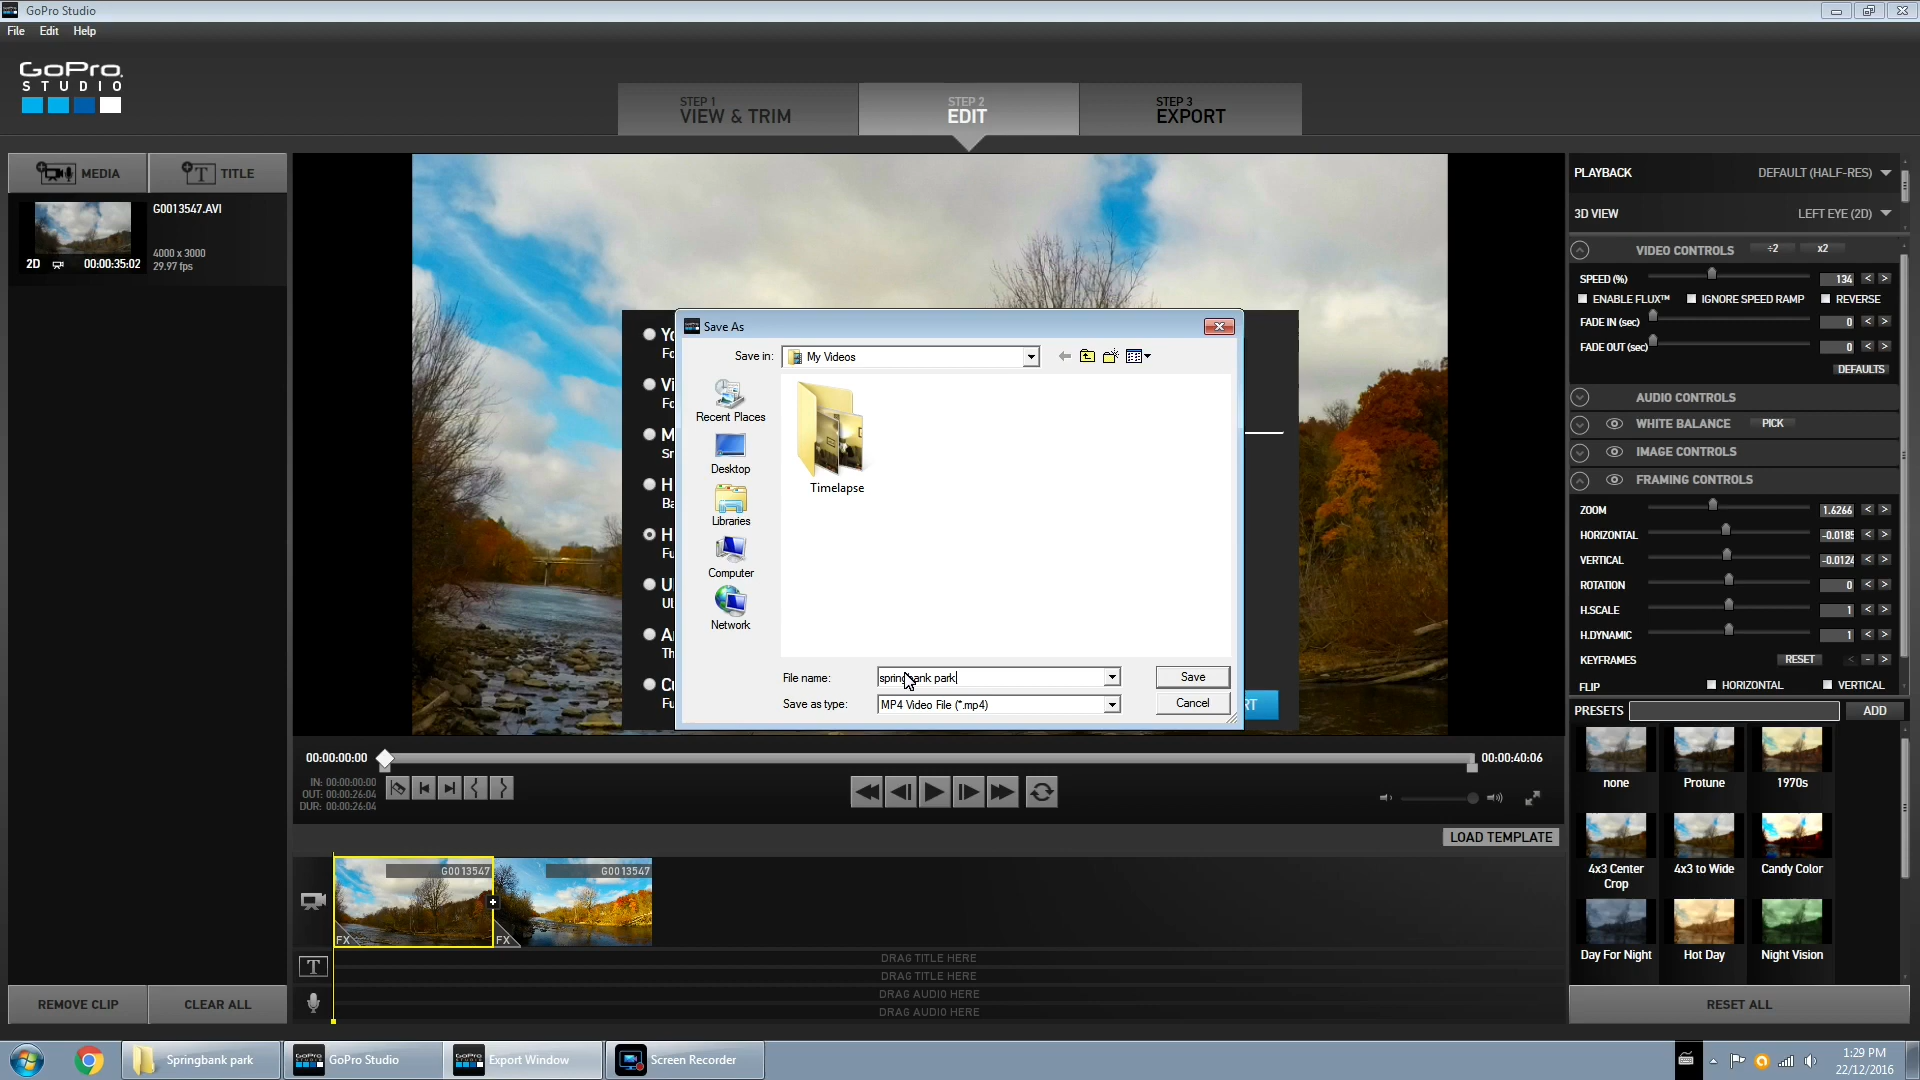 GoPro Studio
File Edit Help
GoPro
STUDIO
STEP 1
VIEW & TRIM
STEP 2
EDIT
STEP 3
EXPORT
MEDIA
TITLE
G0013547.AVI
4000 x 3000
29.97 fps
2D 00:00:35:02
PLAYBACK DEFAULT (HALF-RES)
3D VIEW LEFT EYE (2D)
VIDEO CONTROLS ÷2 x2
SPEED (%) 134 < >
ENABLE FLUX™ IGNORE SPEED RAMP REVERSE
FADE IN (sec) 0 < >
FADE OUT (sec) 0 < >
DEFAULTS
AUDIO CONTROLS
WHITE BALANCE PICK
IMAGE CONTROLS
FRAMING CONTROLS
ZOOM 1.6266 < >
HORIZONTAL -0.0185 < >
VERTICAL -0.0124 < >
ROTATION 0 < >
H.SCALE 1 < >
H.DYNAMIC 1 < >
KEYFRAMES RESET < - >
FLIP HORIZONTAL VERTICAL
PRESETS ADD
none Protune 1970s
4x3 Center Crop
4x3 to Wide
Candy Color
Day For Night Hot Day Night Vision
RESET ALL
Save As
Save in: My Videos
Recent Places
Desktop
Libraries
Computer
Network
Timelapse
File name: springbank park
Save as type: MP4 Video File (*.mp4)
Save
Cancel
00:00:00:00
00:00:40:06
IN: 00:00:00:00
OUT: 00:00:26:04
DUR: 00:00:26:04
LOAD TEMPLATE
G0013547
G0013547
FX
FX
T
DRAG TITLE HERE
DRAG TITLE HERE
DRAG AUDIO HERE
DRAG AUDIO HERE
REMOVE CLIP
CLEAR ALL
Springbank park
GoPro Studio
Export Window
Screen Recorder
1:29 PM
22/12/2016